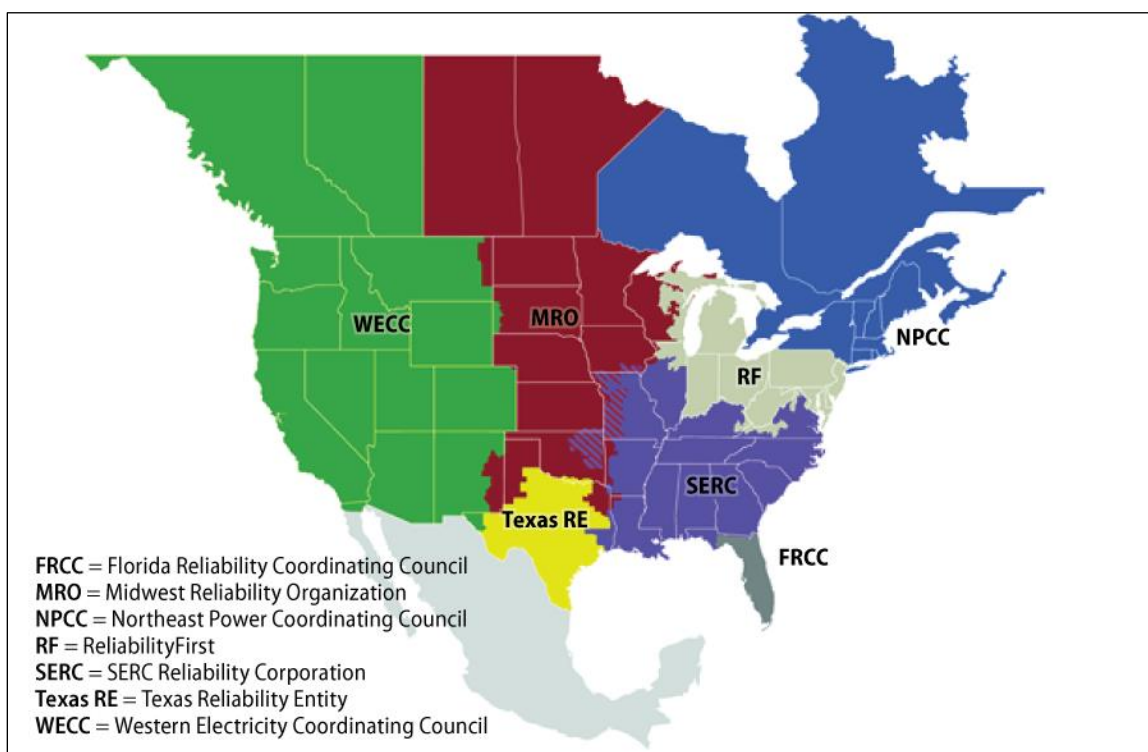 WECC
MRO
NPCC
RF
SERC
Texas RE
FRCC
FRCC = Florida Reliability Coordinating Council
MRO = Midwest Reliability Organization
NPCC = Northeast Power Coordinating Council
RF = ReliabilityFirst
SERC = SERC Reliability Corporation
Texas RE = Texas Reliability Entity
WECC = Western Electricity Coordinating Council